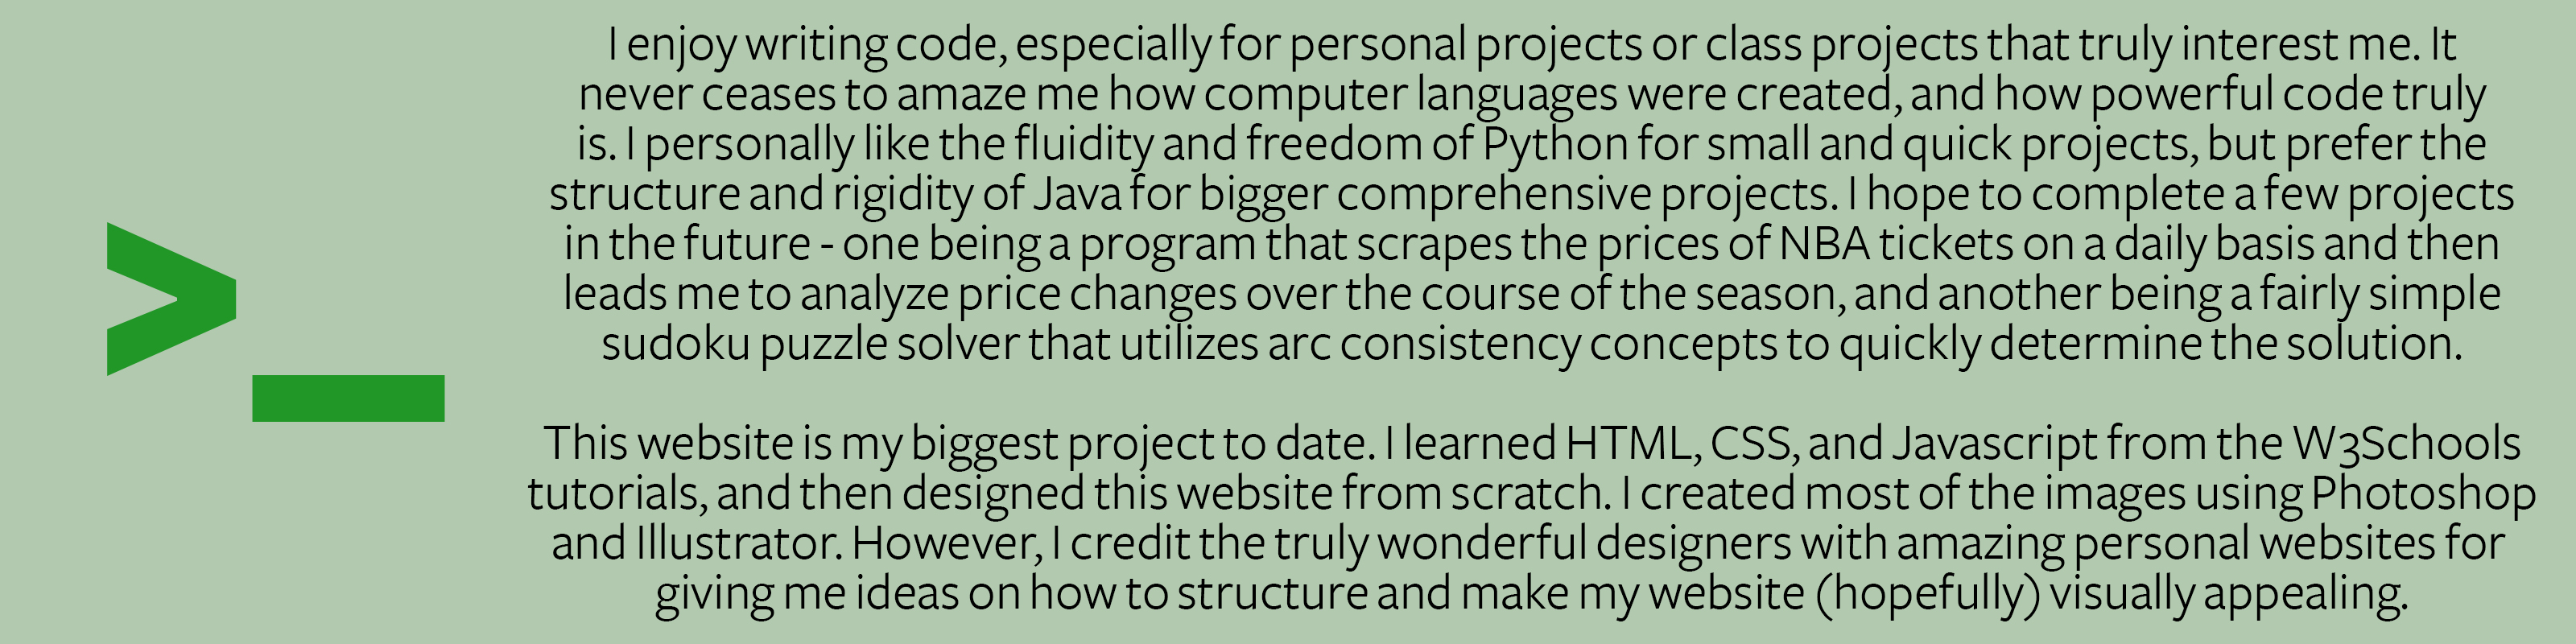 I enjoy writing code, especially for personal projects or class projects that truly interest me. It
never ceases to amaze me how computer languages were created, and how powerful code truly
is. I personally like the fluidity and freedom of Python for small and quick projects, but prefer the
structure and rigidity of Java for bigger comprehensive projects. I hope to complete a few projects
in the future - one being a program that scrapes the prices of NBA tickets on a daily basis and then
leads me to analyze price changes over the course of the season, and another being a fairly simple
sudoku puzzle solver that utilizes arc consistency concepts to quickly determine the solution.
>_
This website is my biggest project to date. I learned HTML, CSS, and Javascript from the W3Schools
tutorials, and then designed this website from scratch. I created most of the images using Photoshop
and Illustrator. However, I credit the truly wonderful designers with amazing personal websites for
giving me ideas on how to structure and make my website (hopefully) visually appealing.